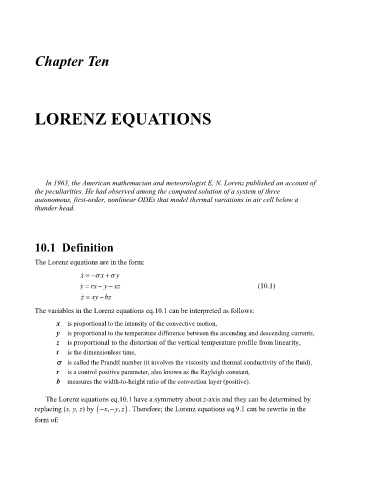 Chapter Ten
LORENZ EQUATIONS
In 1963, the American mathemacian and meteorologist E. N. Lorenz published an account of
the peculiarities. He had observed among the computed solution of a system of three
autonomous, first-order, nonlinear ODEs that model thermal variations in air cell below a
thunder head.
10.1 Definition
The Lorenz equations are in the form:
ẋ = −σx + σy
ẏ = rx − y − xz (10.1)
ż = xy − bz
The variables in the Lorenz equations eq.10.1 can be interpreted as follows:
x is proportional to the intensity of the convective motion,
y is proportional to the temperature difference between the ascending and descending currents,
z is proportional to the distortion of the vertical temperature profile from linearity,
t is the dimensionless time,
σ is called the Prandtl number (it involves the viscosity and thermal conductivity of the fluid),
r is a control positive parameter, also known as the Rayleigh constant,
b measures the width-to-height ratio of the convection layer (positive).
The Lorenz equations eq.10.1 have a symmetry about z-axis and they can be determined by
replacing (x, y, z) by {−x,−y,z}. Therefore; the Lorenz equations eq.9.1 can be rewrite in the
form of: